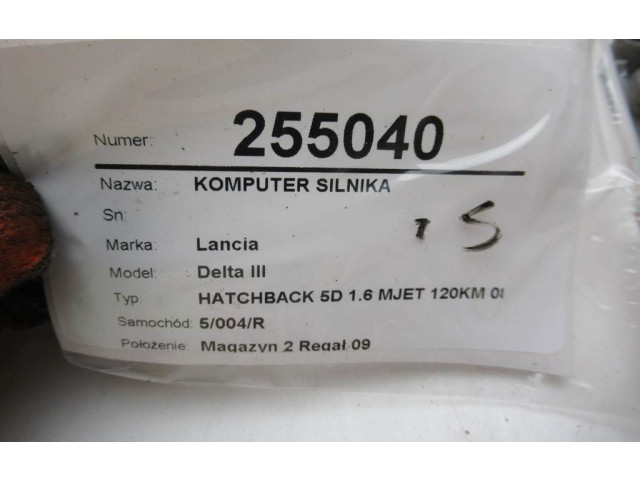 Numer: 255040
Nazwa: KOMPUTER SILNIKA
Sn:
Marka: Lancia
Model: Delta III
Typ: HATCHBACK 5D 1.6 MJET 120KM 08
Samochód: 5/004/R
Położenie: Magazyn 2 Regał 09